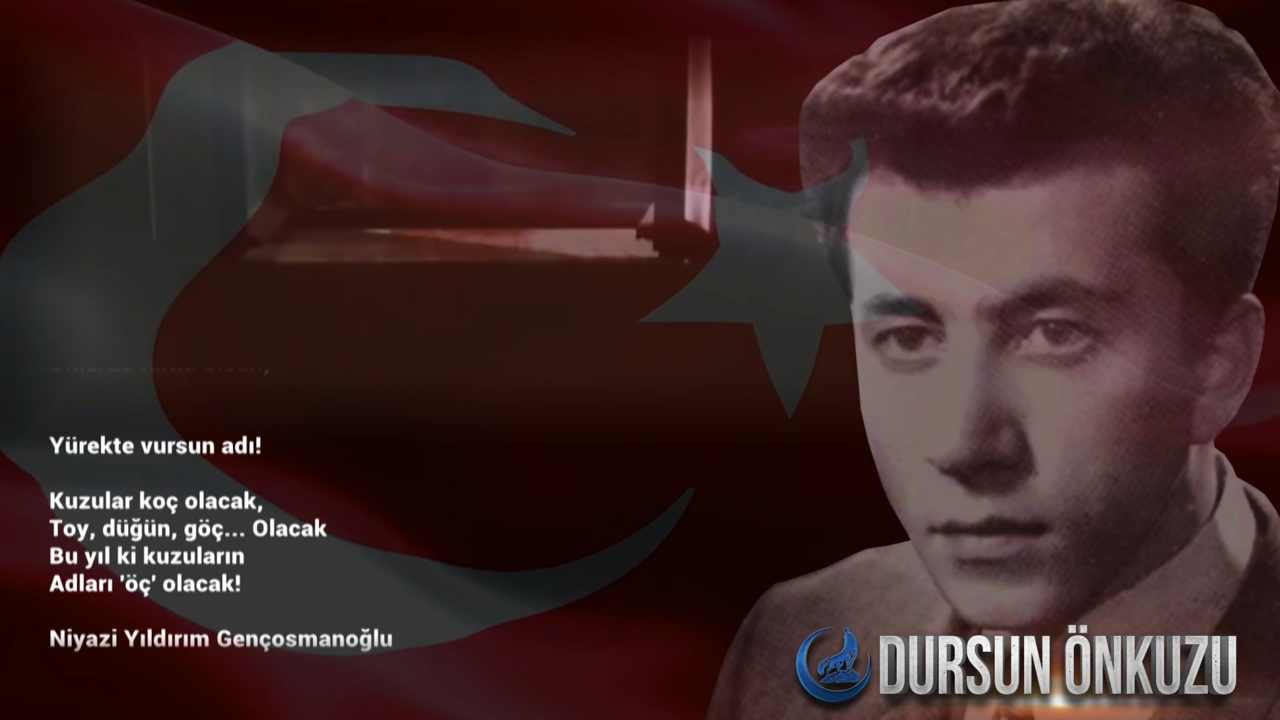 Yürekte vursun adı!
Kuzular koç olacak,
Toy, düğün, göç... Olacak
Bu yıl ki kuzuların
Adları 'öç' olacak!
Niyazi Yıldırım Gençosmanoğlu
DURSUN ÖNKUZU